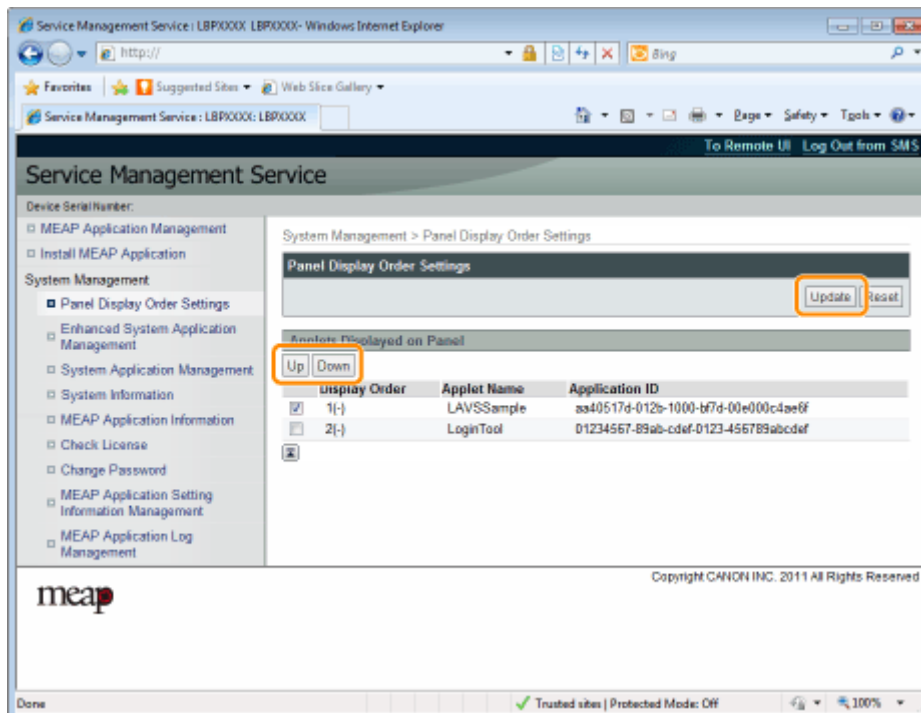 Service Management Service : LBPXXXX LBPXXXX- Windows Internet Explorer
http://
Bing
Favorites Suggested Sites Web Slice Gallery
Service Management Service : LBPXXXX: LBPXXXX Page Safety Tools
To Remote UI Log Out from SMS
Service Management Service
Device Serial Number:
MEAP Application Management
Install MEAP Application
System Management
Panel Display Order Settings
Enhanced System Application
Management
System Application Management
System Information
MEAP Application Information
Check License
Change Password
MEAP Application Setting
Information Management
MEAP Application Log
Management
System Management > Panel Display Order Settings
Panel Display Order Settings
Update Reset
Applets Displayed on Panel
Up Down
Display Order Applet Name Application ID
1(-) LAVSSample aa40517d-012b-1000-bf7d-00e000c4ae6f
2(-) LoginTool 01234567-89ab-cdef-0123-456789abcdef
Copyright CANON INC. 2011 All Rights Reserved
meap
Done Trusted sites | Protected Mode: Off 100%